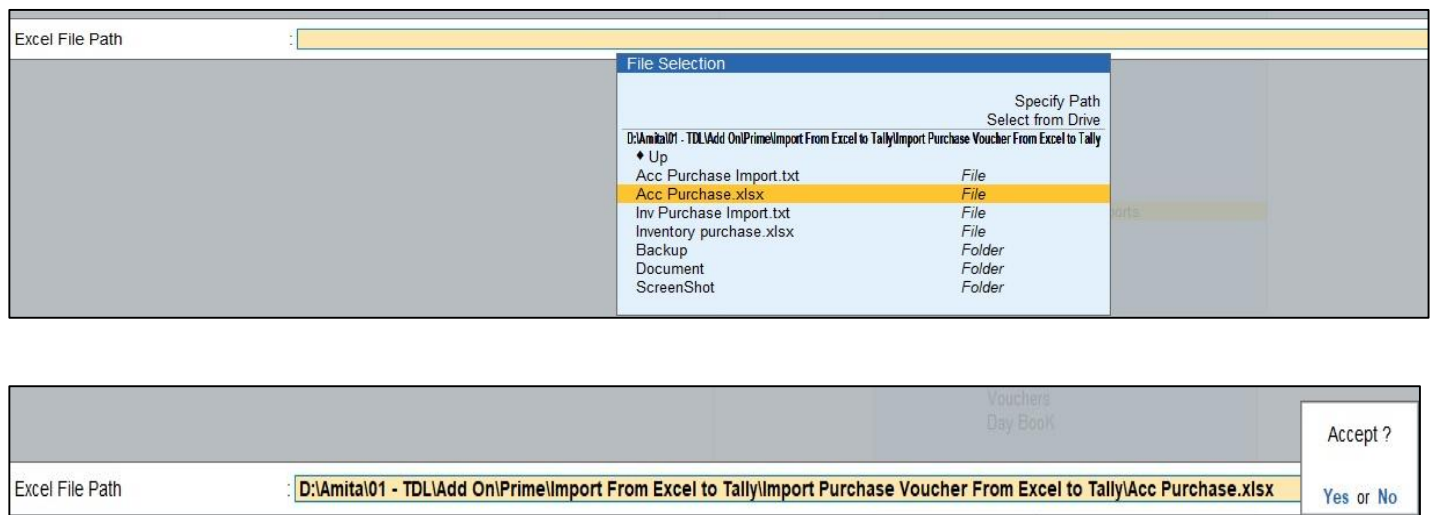 Excel File Path :
File Selection
Specify Path
Select from Drive
D:\Amita\01 - TDL\Add On\Prime\Import From Excel to Tally\Import Purchase Voucher From Excel to Tally
♦ Up
Acc Purchase Import.txt File
Acc Purchase.xlsx File
Inv Purchase Import.txt File
Inventory purchase.xlsx File
Backup Folder
Document Folder
ScreenShot Folder
Vouchers
Day BooK
Accept ?
Excel File Path : D:\Amita\01 - TDL\Add On\Prime\Import From Excel to Tally\Import Purchase Voucher From Excel to Tally\Acc Purchase.xlsx
Yes or No